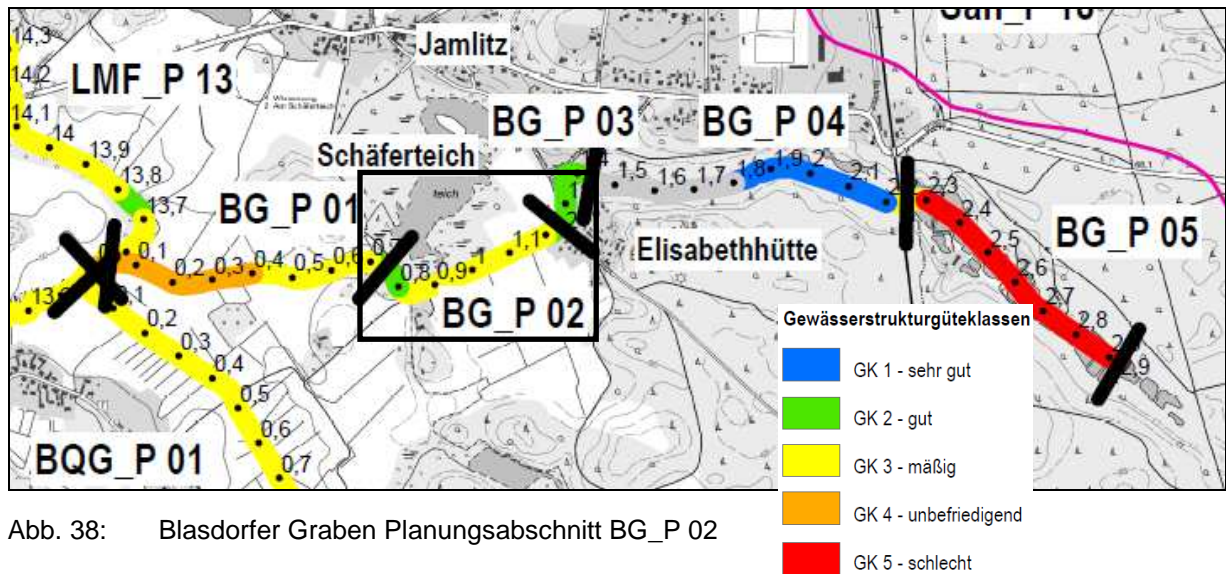 14,3
Jamlitz
14,2
LMF_P 13
14,1
14
13,9
13,8
13,7
BG_P 03
BG_P 04
Schäferteich
teich
BG_P 01
1,5
1,6
1,7
1,8
1,9
2
2,1
2,3
2,4
2,5
2,6
2,7
2,8
2,9
68,1
BG_P 05
Elisabethhütte
0,1
0,2
0,3
0,4
0,5
0,6
0,8
0,9
1
1,1
BG_P 02
0,2
0,3
0,4
0,5
0,6
0,7
BQG_P 01
Gewässerstrukturgüteklassen
GK 1 - sehr gut
GK 2 - gut
GK 3 - mäßig
GK 4 - unbefriedigend
GK 5 - schlecht
Abb. 38: Blasdorfer Graben Planungsabschnitt BG_P 02